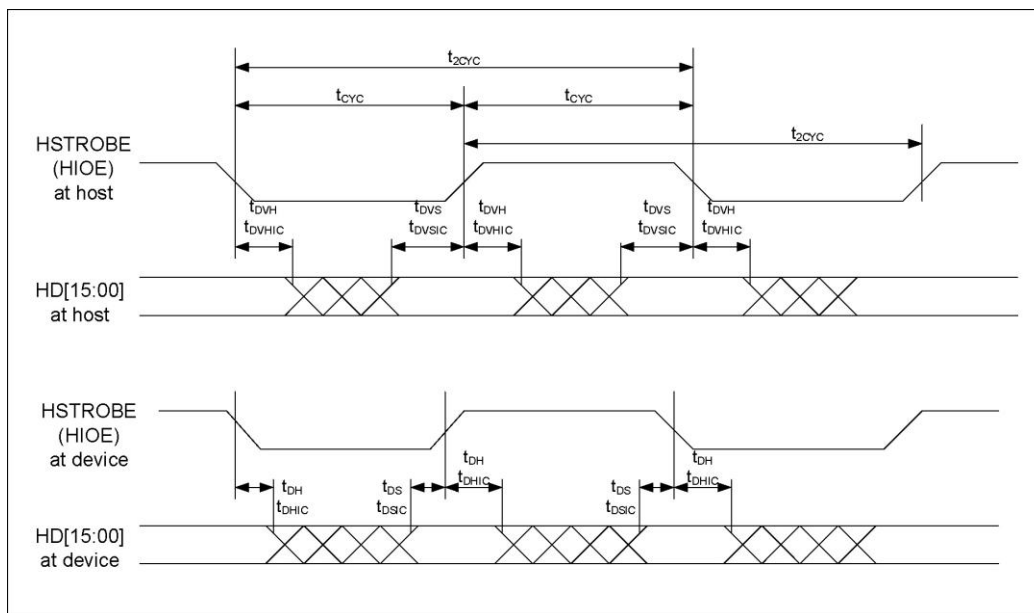 t2CYC
tCYC tCYC
t2CYC
HSTROBE
(HIOE)
at host
tDVH tDVS tDVH tDVS tDVH
tDVHIC tDVSIC tDVHIC tDVSIC tDVHIC
HD[15:00]
at host
HSTROBE
(HIOE)
at device
tDH tDS tDH tDS tDH
tDHIC tDSIC tDHIC tDSIC tDHIC
HD[15:00]
at device